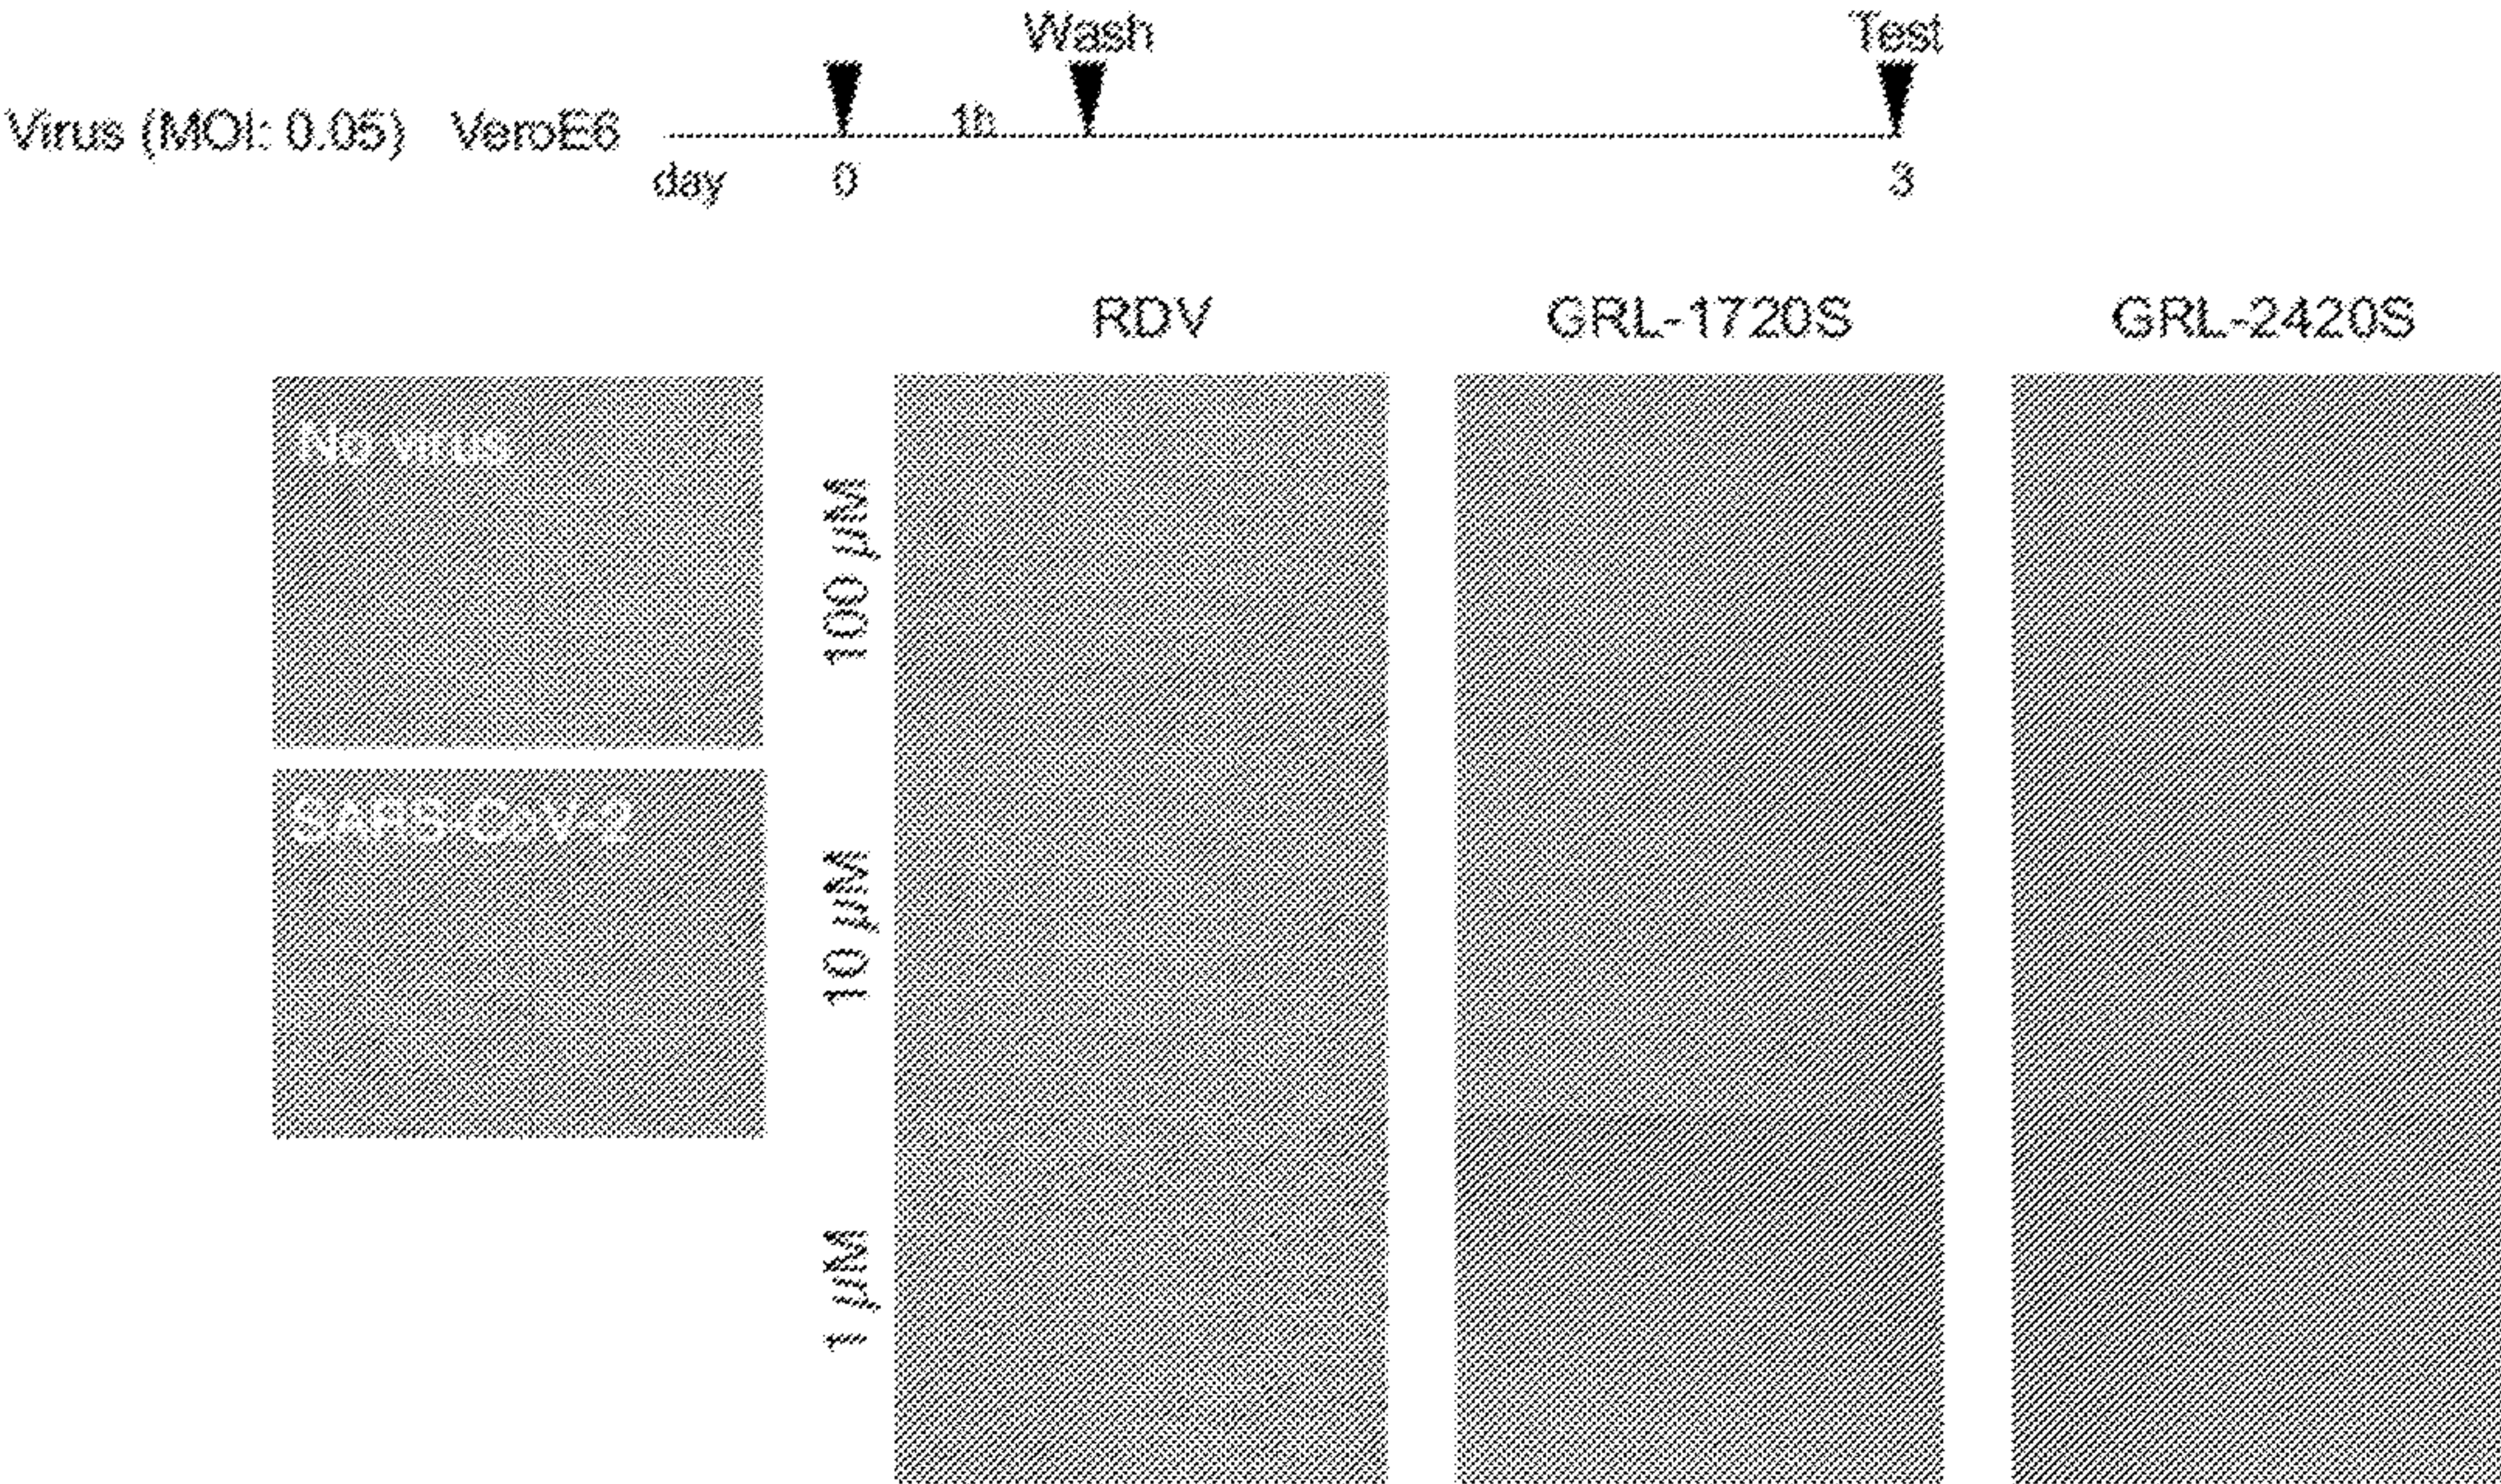 Wash
Test
Virus (MOI: 0.05) VeroE6
1h
day 0 3
RDV GRL-1720S GRL-2420S
No virus
100 µM
SARS-CoV-2
10 µM
1 µM